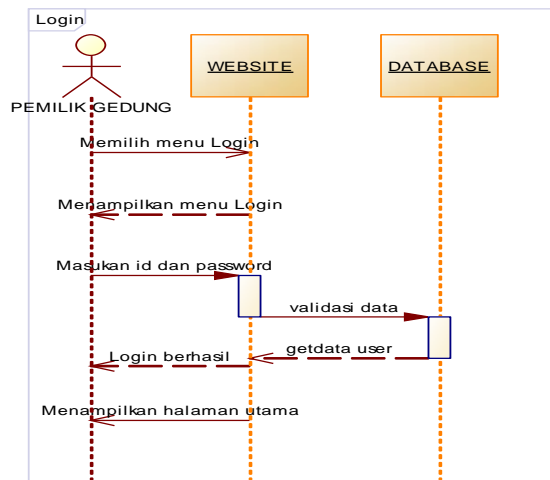 Login
WEBSITE
DATABASE
PEMILIK GEDUNG
Memilih menu Login
Menampilkan menu Login
Masukan id dan password
validasi data
getdata user
Login berhasil
Menampilkan halaman utama